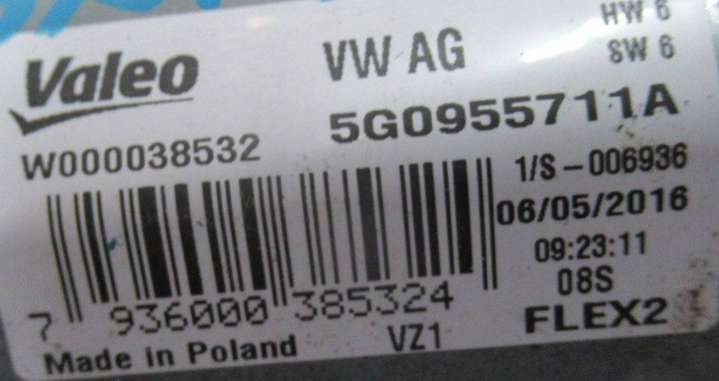 Valeo
VW AG
HW 6
SW 6
5G0955711A
W000038532
1/S-006936
06/05/2016
09:23:11
08S
7 936000 385324
VZ1
FLEX2
Made in Poland